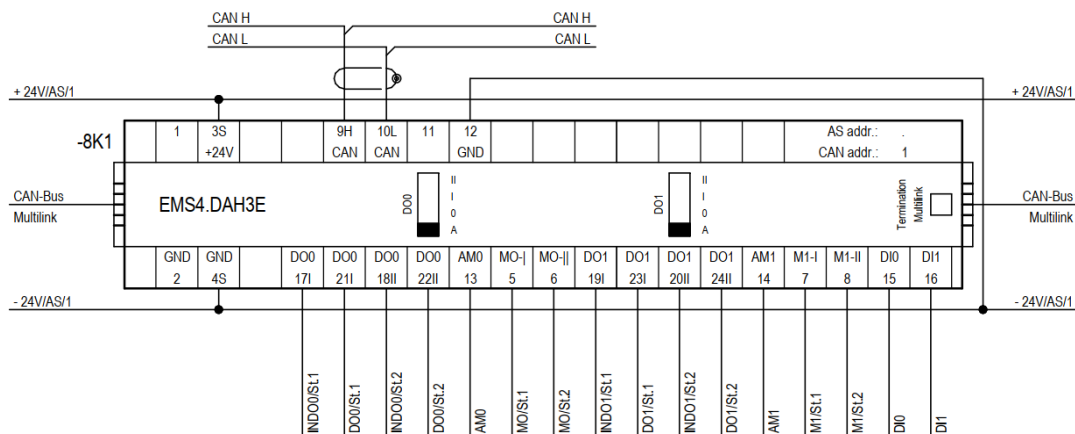 CAN H CAN H
CAN L CAN L
+ 24V/AS/1 + 24V/AS/1
-8K1
1 3S 9H 10L 11 12 AS addr.: .
+24V CAN CAN GND CAN addr.: 1
CAN-Bus
Multilink
EMS4.DAH3E
DO0
II
I
0
A
DO1
II
I
0
A
Termination
Multilink
CAN-Bus
Multilink
GND GND DO0 DO0 DO0 DO0 AM0 MO-| MO-|| DO1 DO1 DO1 DO1 AM1 M1-I M1-II DI0 DI1
2 4S 17I 21I 18II 22II 13 5 6 19I 23I 20II 24II 14 7 8 15 16
- 24V/AS/1 - 24V/AS/1
INDO0/St.1
DO0/St.1
INDO0/St.2
DO0/St.2
AM0
MO/St.1
MO/St.2
INDO1/St.1
DO1/St.1
INDO1/St.2
DO1/St.2
AM1
M1/St.1
M1/St.2
DI0
DI1